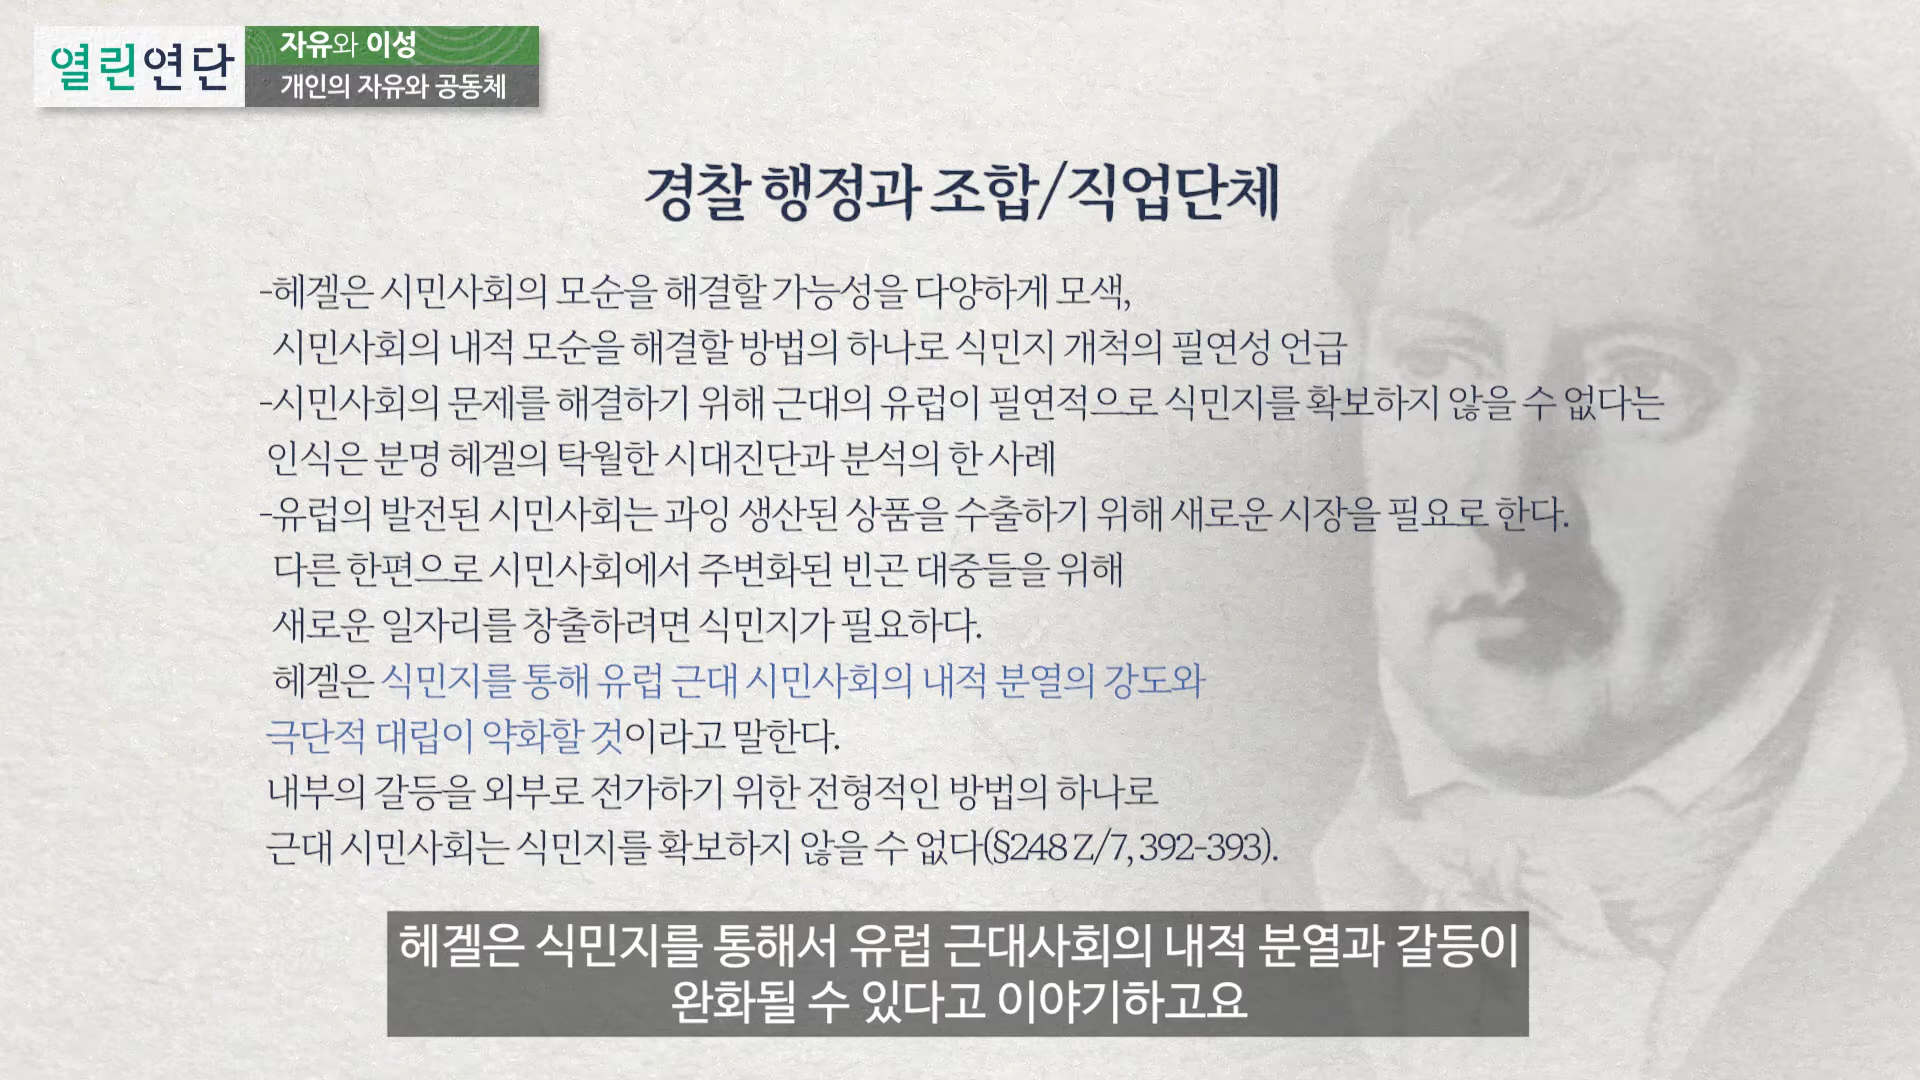 열린연단
자유와 이성
개인의 자유와 공동체
경찰 행정과 조합/직업단체
-헤겔은 시민사회의 모순을 해결할 가능성을 다양하게 모색,
시민사회의 내적 모순을 해결할 방법의 하나로 식민지 개척의 필연성 언급
-시민사회의 문제를 해결하기 위해 근대의 유럽이 필연적으로 식민지를 확보하지 않을 수 없다는
인식은 분명 헤겔의 탁월한 시대진단과 분석의 한 사례
-유럽의 발전된 시민사회는 과잉 생산된 상품을 수출하기 위해 새로운 시장을 필요로 한다.
다른 한편으로 시민사회에서 주변화된 빈곤 대중들을 위해
새로운 일자리를 창출하려면 식민지가 필요하다.
헤겔은 식민지를 통해 유럽 근대 시민사회의 내적 분열의 강도와
극단적 대립이 약화할 것이라고 말한다.
내부의 갈등을 외부로 전가하기 위한 전형적인 방법의 하나로
근대 시민사회는 식민지를 확보하지 않을 수 없다(§248 Z/7, 392-393).
헤겔은 식민지를 통해서 유럽 근대사회의 내적 분열과 갈등이
완화될 수 있다고 이야기하고요